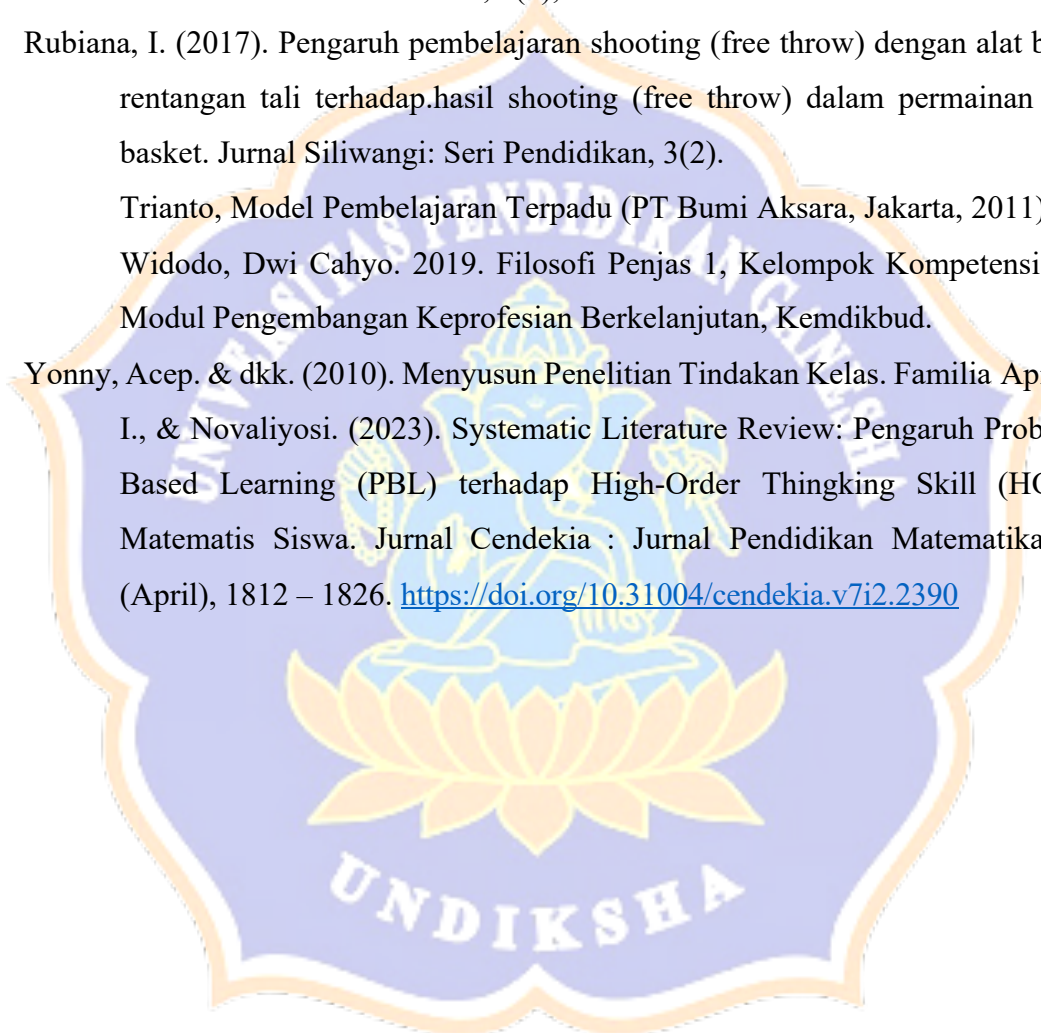 Rubiana, I. (2017). Pengaruh pembelajaran shooting (free throw) dengan alat
rentangan tali terhadap.hasil shooting (free throw) dalam permainan
basket. Jurnal Siliwangi: Seri Pendidikan, 3(2).
Trianto, Model Pembelajaran Terpadu (PT Bumi Aksara, Jakarta, 2011)
Widodo, Dwi Cahyo. 2019. Filosofi Penjas 1, Kelompok Kompetensi
Modul Pengembangan Keprofesian Berkelanjutan, Kemdikbud.
Yonny, Acep. & dkk. (2010). Menyusun Penelitian Tindakan Kelas. Familia
I., & Novaliyosi. (2023). Systematic Literature Review: Pengaruh
Based Learning (PBL) terhadap High-Order Thingking Skill
Matematis Siswa. Jurnal Cendekia : Jurnal Pendidikan Matematika
(April), 1812 – 1826. https://doi.org/10.31004/cendekia.v7i2.2390
UNIVERSITAS PENDIDIKAN GANESHA
UNDIKSHA